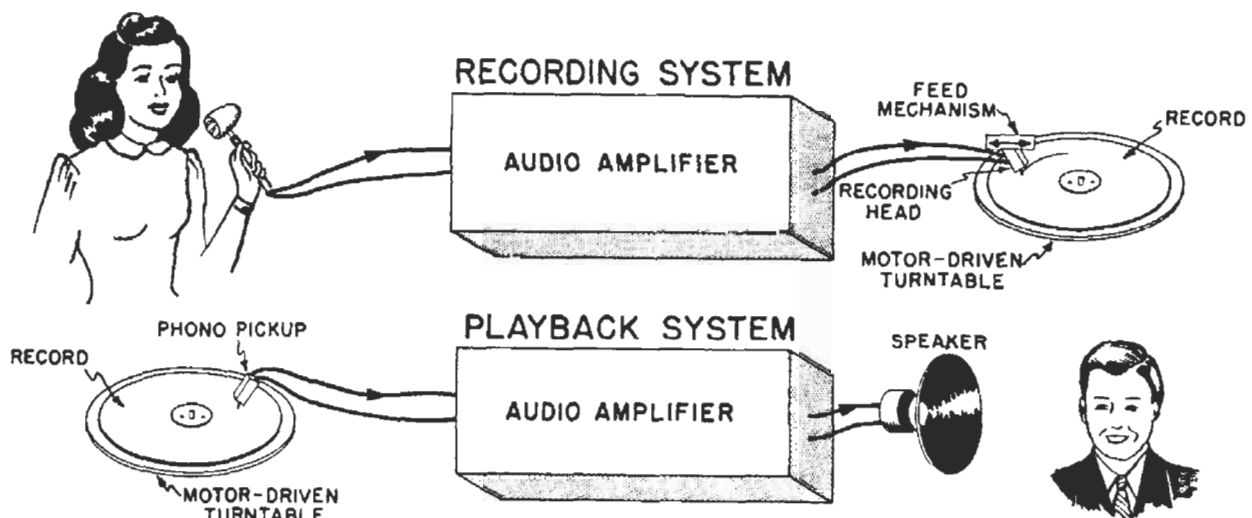 RECORDING SYSTEM
AUDIO AMPLIFIER
FEED
MECHANISM
RECORD
RECORDING
HEAD
MOTOR-DRIVEN
TURNTABLE
PLAYBACK SYSTEM
PHONO PICKUP
RECORD
AUDIO AMPLIFIER
SPEAKER
MOTOR-DRIVEN
TURNTABLE